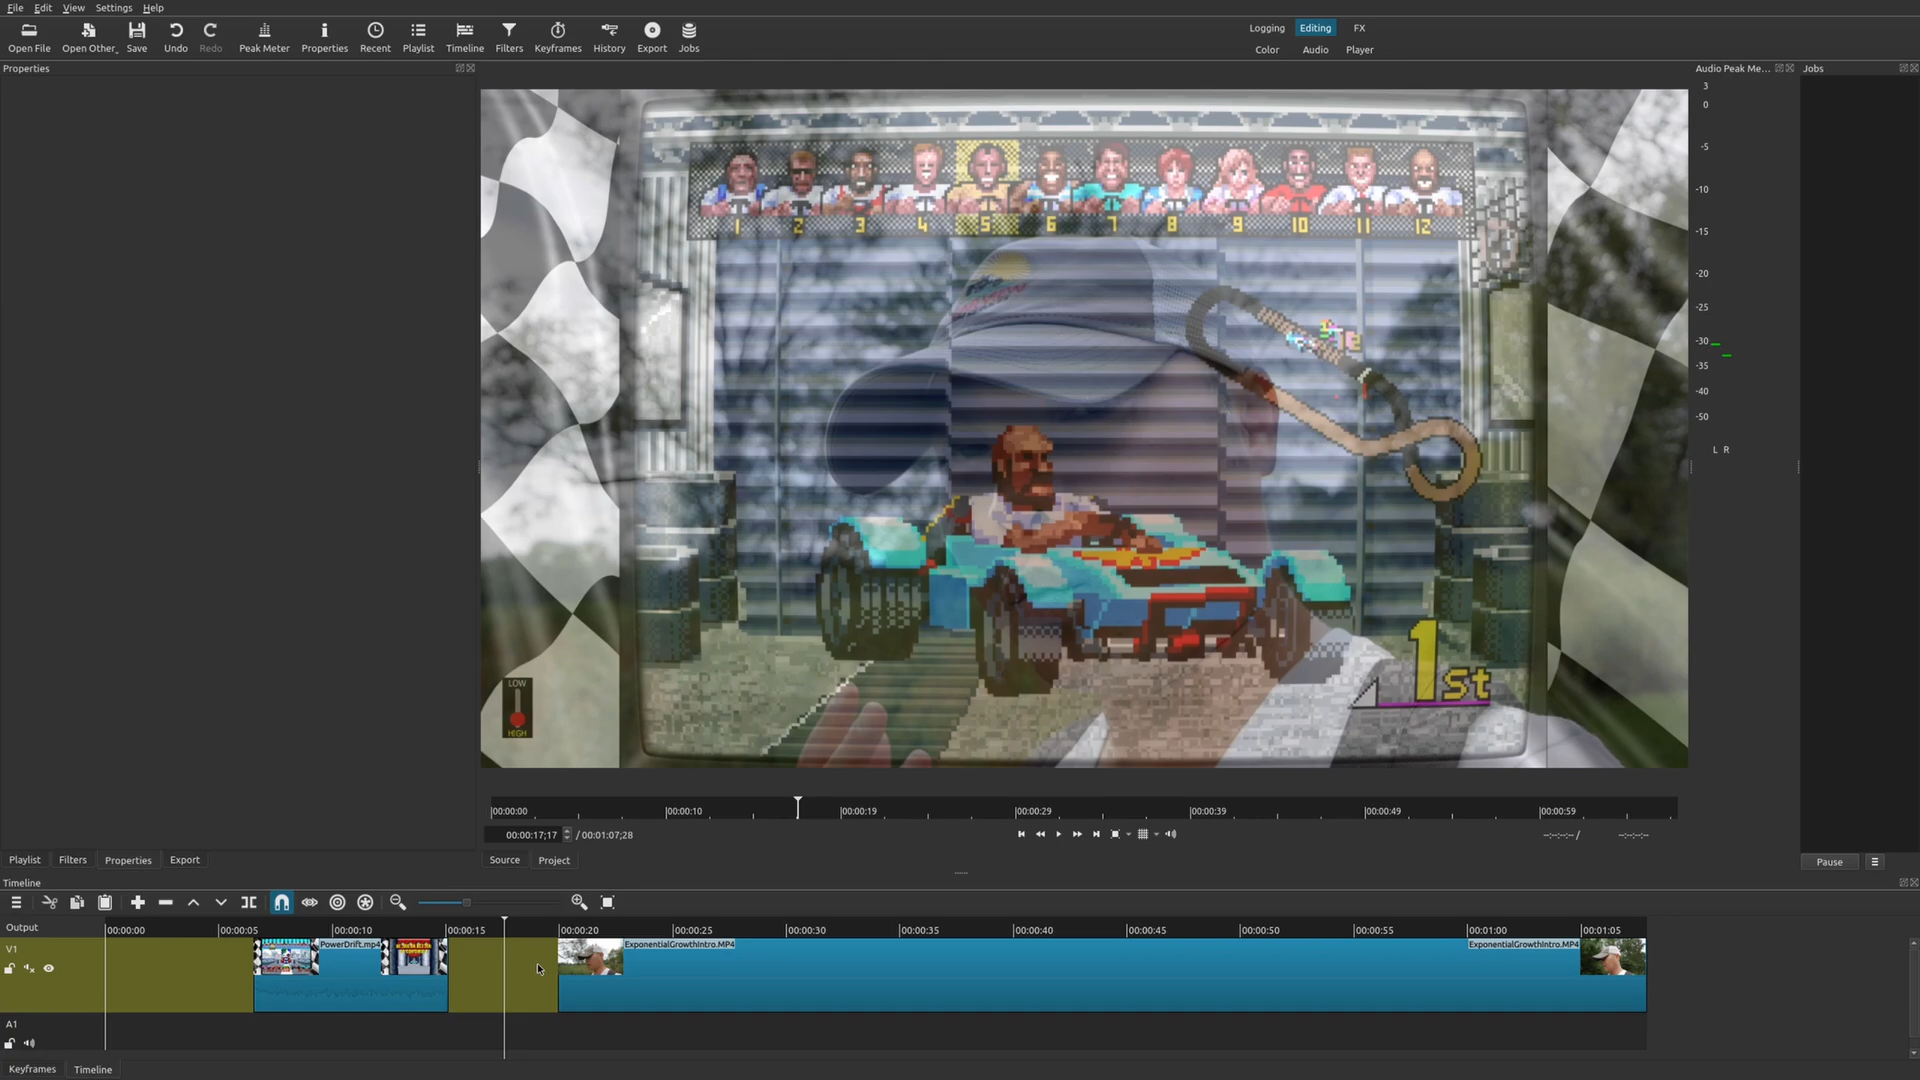 File Edit View Settings Help
Open File Open Other... Save Undo Redo Peak Meter Properties Recent Playlist Timeline Filters Keyframes History Export Jobs
Logging Editing FX
Color Audio Player
Properties
Audio Peak Me...
Jobs
1 2 3 4 5 6 7 8 9 10 11 12
1st
LOW
HIGH
3
0
-5
-10
-15
-20
-25
-30
-35
-40
-50
L R
00:00:00 00:00:10 00:00:19 00:00:29 00:00:39 00:00:49 00:00:59
00:00:17;17 / 00:01:07;28
--:--:--:-- / --:--:--:--
Playlist Filters Properties Export
Source Project
Pause
Timeline
Output
00:00:00 00:00:05 00:00:10 00:00:15 00:00:20 00:00:25 00:00:30 00:00:35 00:00:40 00:00:45 00:00:50 00:00:55 00:01:00 00:01:05
V1
PowerDrift.mp4
ExponentialGrowthIntro.MP4
ExponentialGrowthIntro.MP4
A1
Keyframes Timeline